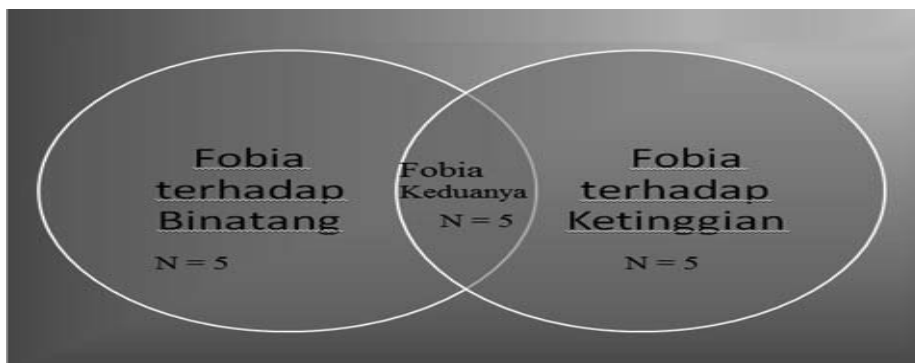 Fobia
terhadap
Binatang
N = 5
Fobia
Keduanya
N = 5
Fobia
terhadap
Ketinggian
N = 5